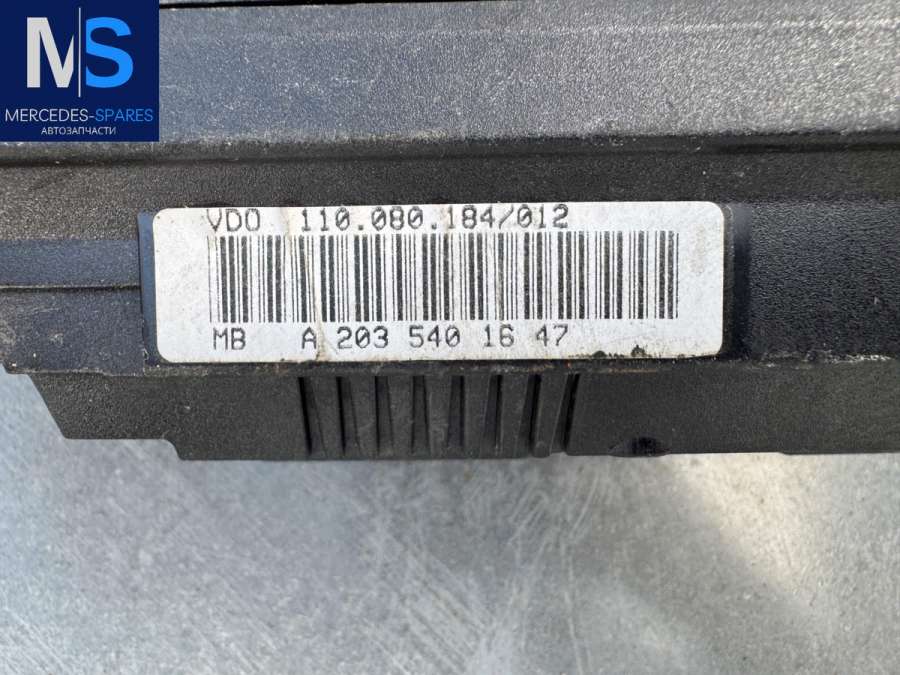 MS
MERCEDES-SPARES
АВТОЗАПЧАСТИ
VDO 110.080.184/012
MB A 203 540 16 47